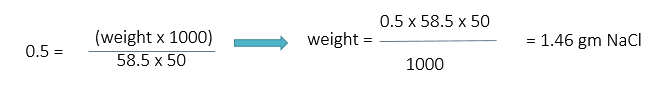 0.5 = (weight x 1000)
58.5 x 50
weight = 0.5 x 58.5 x 50
1000
= 1.46 gm NaCl